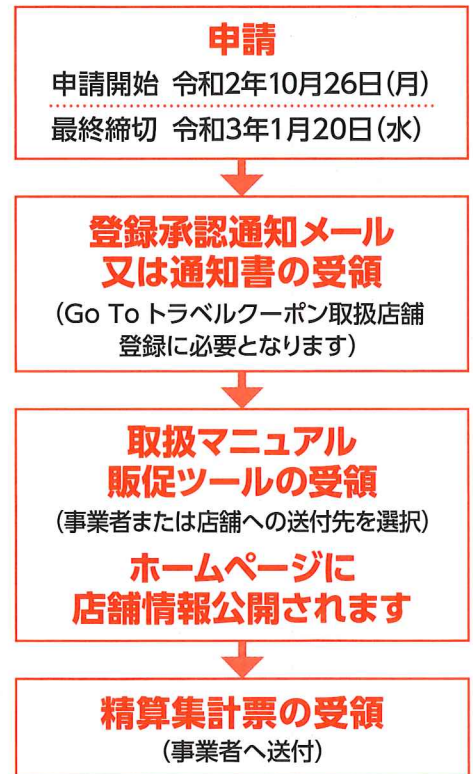 申請
申請開始 令和2年10月26日(月)
最終締切 令和3年1月20日(水)
登録承認通知メール
又は通知書の受領
(Go To トラベルクーポン取扱店舗
登録に必要となります)
取扱マニュアル
販促ツールの受領
(事業者または店舗への送付先を選択)
ホームページに
店舗情報公開されます
精算集計票の受領
(事業者へ送付)